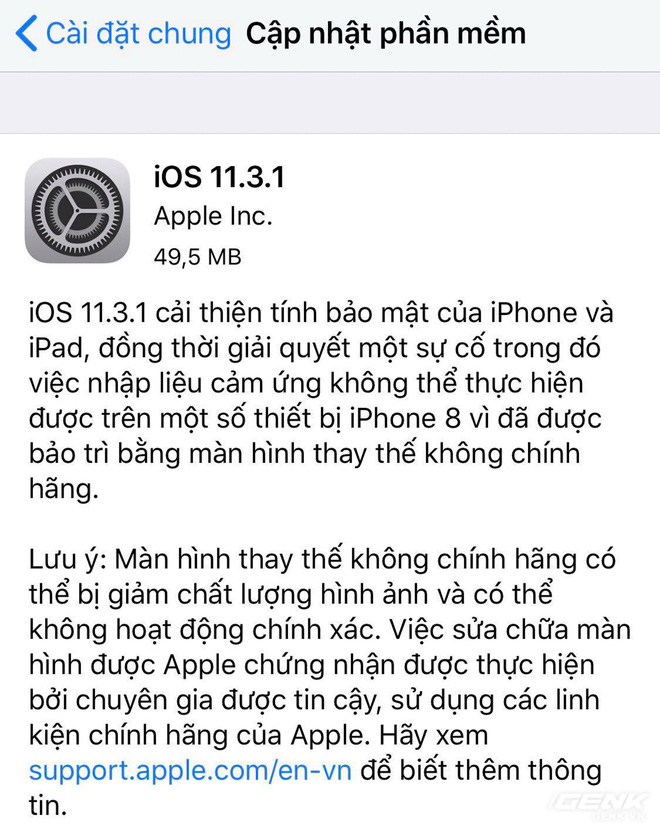 Cài đặt chung Cập nhật phần mềm
iOS 11.3.1
Apple Inc.
49,5 MB
iOS 11.3.1 cải thiện tính bảo mật của iPhone và
iPad, đồng thời giải quyết một sự cố trong đó
việc nhập liệu cảm ứng không thể thực hiện
được trên một số thiết bị iPhone 8 vì đã được
bảo trì bằng màn hình thay thế không chính
hãng.
Lưu ý: Màn hình thay thế không chính hãng có
thể bị giảm chất lượng hình ảnh và có thể
không hoạt động chính xác. Việc sửa chữa màn
hình được Apple chứng nhận được thực hiện
bởi chuyên gia được tin cậy, sử dụng các linh
kiện chính hãng của Apple. Hãy xem
support.apple.com/en-vn để biết thêm thông
tin.
GENK
GENK.VN